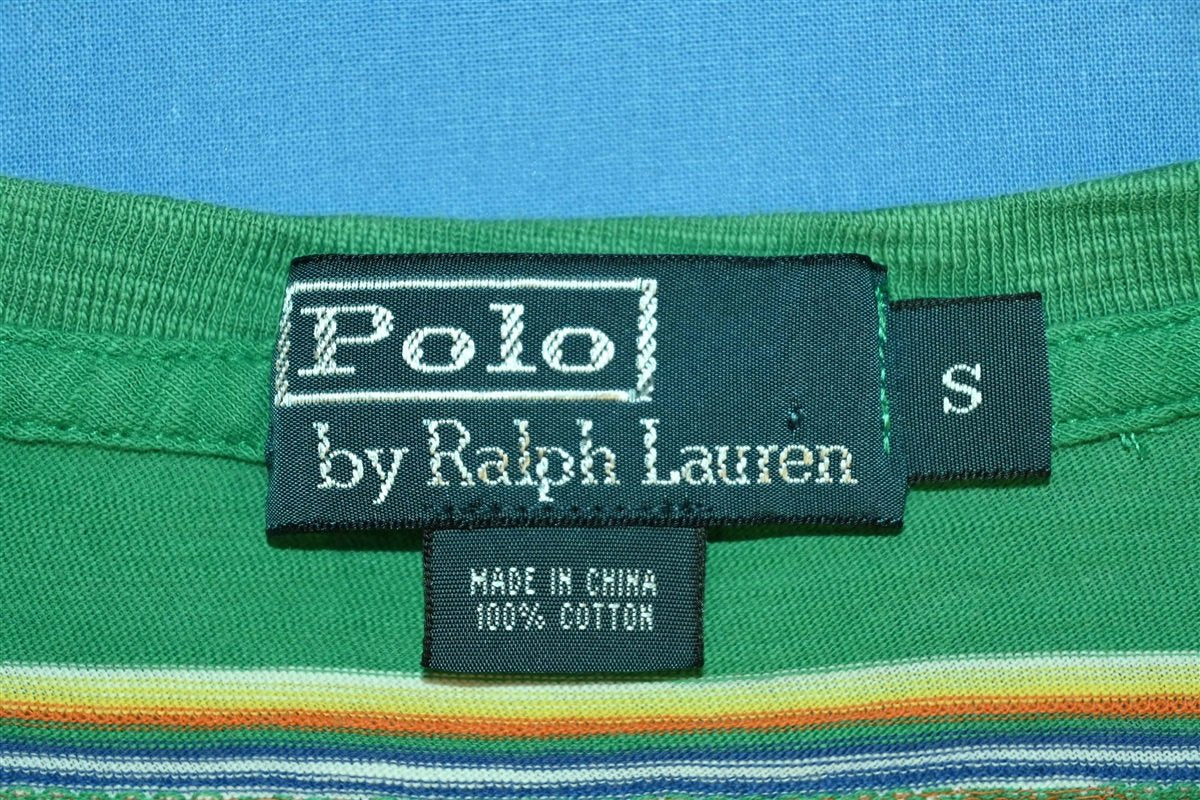 Polo
by Ralph Lauren
S
MADE IN CHINA
100% COTTON